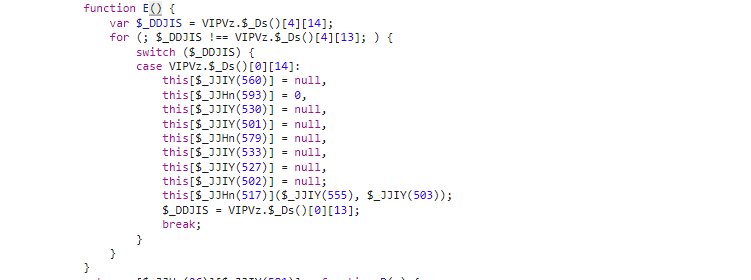 function E() {
var $_DDJIS = VIPVz.$_Ds()[4][14];
for (; $_DDJIS !== VIPVz.$_Ds()[4][13]; ) {
switch ($_DDJIS) {
case VIPVz.$_Ds()[0][14]:
this[$_JJIY(560)] = null,
this[$_JJHn(593)] = 0,
this[$_JJIY(530)] = null,
this[$_JJIY(501)] = null,
this[$_JJHn(579)] = null,
this[$_JJIY(533)] = null,
this[$_JJIY(527)] = null,
this[$_JJIY(502)] = null;
this[$_JJHn(517)]($_JJIY(555), $_JJIY(503));
$_DDJIS = VIPVz.$_Ds()[0][13];
break;
}
}
}